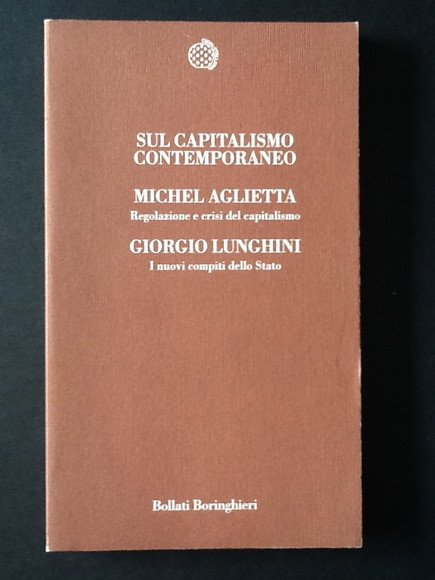 SUL CAPITALISMO
CONTEMPORANEO
MICHEL AGLIETTA
Regolazione e crisi del capitalismo
GIORGIO LUNGHINI
I nuovi compiti dello Stato
Bollati Boringhieri